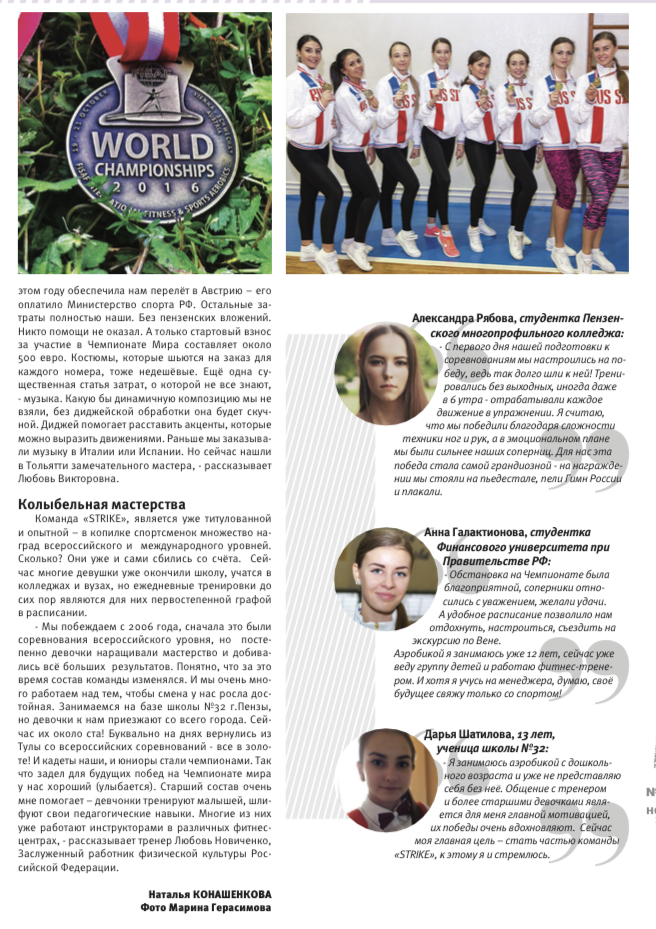 19 - 23 OCTOBER
WORLD
CHAMPIONSHIPS
2016
FITNESS & SPORTS AEROBICS
этом году обеспечила нам перелёт в Австрию – его
оплатило Министерство спорта РФ. Остальные за-
траты полностью наши. Без пензенских вложений.
Никто помощи не оказал. А только стартовый взнос
за участие в Чемпионате Мира составляет около
500 евро. Костюмы, которые шьются на заказ для
каждого номера, тоже недешёвые. Ещё одна су-
щественная статья затрат, о которой не все знают,
- музыка. Какую бы динамичную композицию мы не
взяли, без диджейской обработки она будет скуч-
ной. Диджей помогает расставить акценты, которые
можно выразить движениями. Раньше мы заказыва-
ли музыку в Италии или Испании. Но сейчас нашли
в Тольятти замечательного мастера, - рассказывает
Любовь Викторовна.
Колыбельная мастерства
Команда «STRIKE», является уже титулованной
и опытной – в копилке спортсменок множество на-
град всероссийского и международного уровней.
Сколько? Они уже и сами сбились со счёта. Сей-
час многие девушки уже окончили школу, учатся в
колледжах и вузах, но ежедневные тренировки до
сих пор являются для них первостепенной графой
в расписании.
- Мы побеждаем с 2006 года, сначала это были
соревнования всероссийского уровня, но посте-
пенно девочки наращивали мастерство и добива-
лись всё больших результатов. Понятно, что за это
время состав команды изменялся. И мы очень мно-
го работаем над тем, чтобы смена у нас росла дос-
тойная. Занимаемся на базе школы №32 г.Пензы,
но девочки к нам приезжают со всего города. Сей-
час их около ста! Буквально на днях вернулись из
Тулы со всероссийских соревнований - все в золо-
те! И кадеты наши, и юниоры стали чемпионами. Так
что задел для будущих побед на Чемпионате мира
у нас хороший (улыбается). Старший состав очень
мне помогает – девчонки тренируют малышей, шли-
фуют свои педагогические навыки. Многие из них
уже работают инструкторами в различных фитнес-
центрах, - рассказывает тренер Любовь Новиченко,
Заслуженный работник физической культуры Рос-
сийской Федерации.
Наталья КОНАШЕНКОВА
Фото Марина Герасимова
Александра Рябова, студентка Пензен-
ского многопрофильного колледжа:
- С первого дня нашей подготовки к
соревнованиям мы настроились на по-
беду, ведь так долго шли к ней! Трени-
ровались без выходных, иногда даже
в 6 утра - отрабатывали каждое
движение в упражнении. Я считаю,
что мы победили благодаря сложности
техники ног и рук, а в эмоциональном плане
мы были сильнее наших соперниц. Для нас эта
победа стала самой грандиозной - на награжде-
нии мы стояли на пьедестале, пели Гимн России
и плакали.
Анна Галактионова, студентка
Финансового университета при
Правительстве РФ:
- Обстановка на Чемпионате была
благоприятной, соперники отно-
сились с уважением, желали удачи.
А удобное расписание позволило нам
отдохнуть, настроиться, съездить на
экскурсию по Вене.
Аэробикой я занимаюсь уже 12 лет, сейчас уже
веду группу детей и работаю фитнес-трене-
ром. И хотя я учусь на менеджера, думаю, своё
будущее свяжу только со спортом!
Дарья Шатилова, 13 лет,
ученица школы №32:
- Я занимаюсь аэробикой с дошколь-
ного возраста и уже не представляю
себя без неё. Общение с тренером
и более старшими девочками явля-
ется для меня главной мотивацией,
их победы очень вдохновляют. Сейчас
моя главная цель – стать частью команды
«STRIKE», к этому я и стремлюсь.